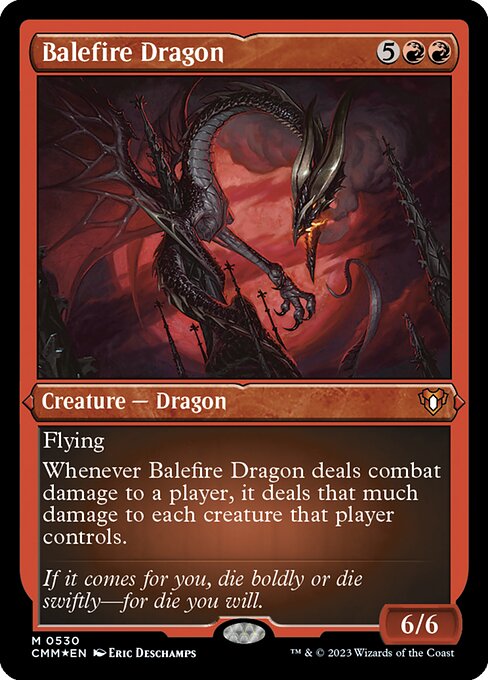 Balefire Dragon 5
Creature — Dragon
Flying
Whenever Balefire Dragon deals combat
damage to a player, it deals that much
damage to each creature that player
controls.
If it comes for you, die boldly or die
swiftly—for die you will.
6/6
M 0530
CMM★EN Eric Deschamps
™ & © 2023 Wizards of the Coast